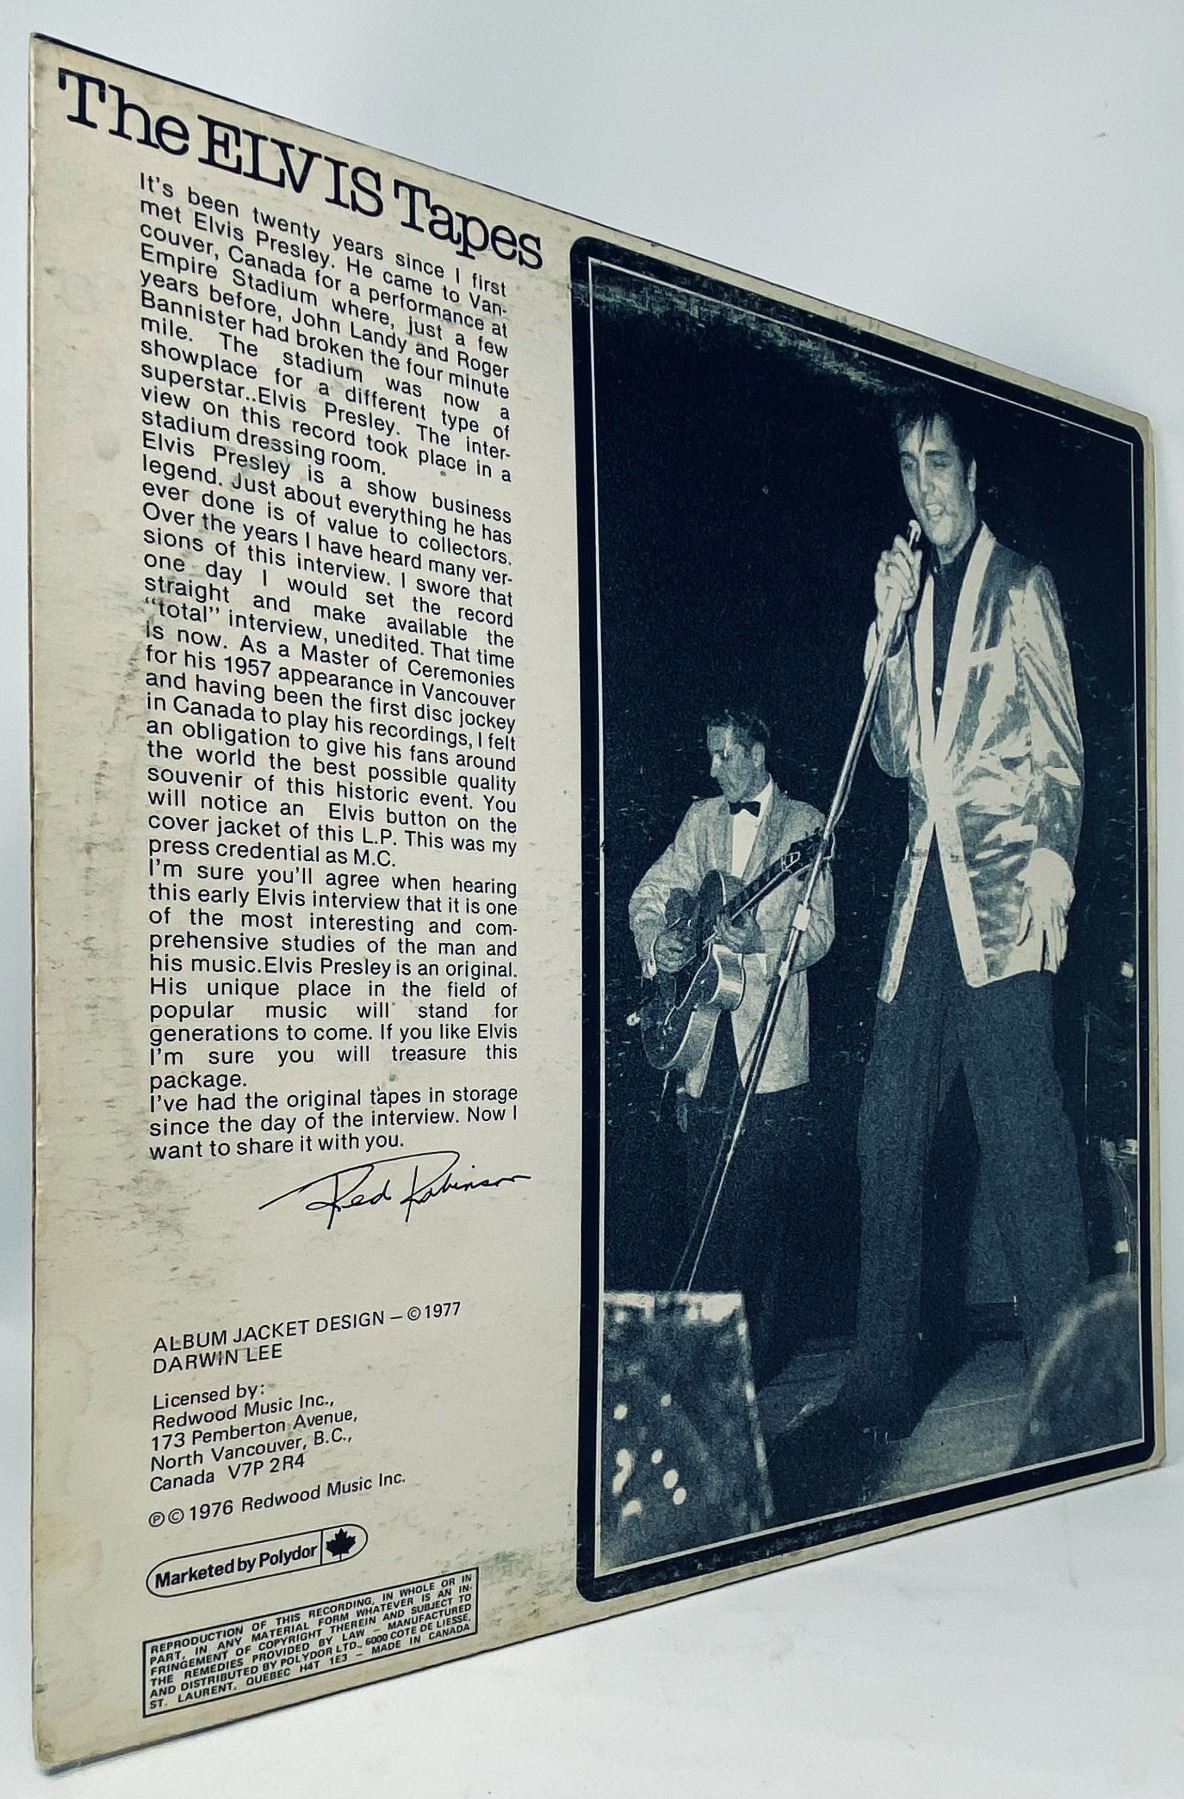 The ELVIS Tapes
It's been twenty years since I first
met Elvis Presley. He came to Van-
couver, Canada for a performance at
Empire Stadium where, just a few
years before, John Landy and Roger
Bannister had broken the four minute
mile. The stadium was now a
showplace for a different type of
superstar..Elvis Presley. The inter-
view on this record took place in a
stadium dressing room.
Elvis Presley is a show business
legend. Just about everything he has
ever done is of value to collectors.
Over the years I have heard many ver-
sions of this interview. I swore that
one day I would set the record
straight and make available the
"total" interview, unedited. That time
is now. As a Master of Ceremonies
for his 1957 appearance in Vancouver
and having been the first disc jockey
in Canada to play his recordings, I felt
an obligation to give his fans around
the world the best possible quality
souvenir of this historic event. You
will notice an Elvis button on the
cover jacket of this L.P. This was my
press credential as M.C.
I'm sure you'll agree when hearing
this early Elvis interview that it is one
of the most interesting and com-
prehensive studies of the man and
his music.Elvis Presley is an original.
His unique place in the field of
popular music will stand for
generations to come. If you like Elvis
I'm sure you will treasure this
package.
I've had the original tapes in storage
since the day of the interview. Now I
want to share it with you.
Red Robinson
ALBUM JACKET DESIGN – © 1977
DARWIN LEE
Licensed by:
Redwood Music Inc.,
173 Pemberton Avenue,
North Vancouver, B.C.,
Canada V7P 2R4
℗ © 1976 Redwood Music Inc.
Marketed by Polydor
REPRODUCTION OF THIS RECORDING, IN WHOLE OR IN
PART, IN ANY MATERIAL FORM WHATEVER IS AN IN-
FRINGEMENT OF COPYRIGHT THEREIN AND SUBJECT TO
THE REMEDIES PROVIDED BY LAW – MANUFACTURED
AND DISTRIBUTED BY POLYDOR LTD., 6000 COTE DE LIESSE,
ST. LAURENT, QUEBEC H4T 1E3 – MADE IN CANADA